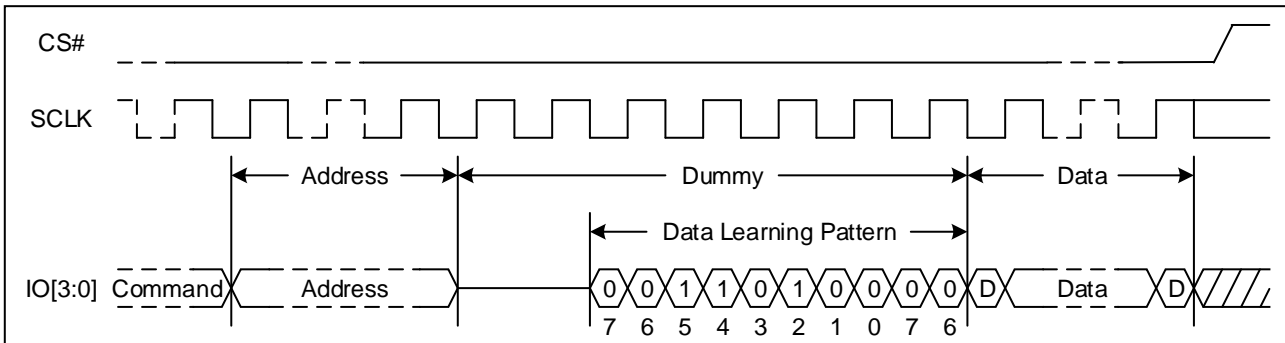 CS#
SCLK
Address Dummy Data
Data Learning Pattern
IO[3:0] Command Address 0 0 1 1 0 1 0 0 0 0 D Data D
7 6 5 4 3 2 1 0 7 6